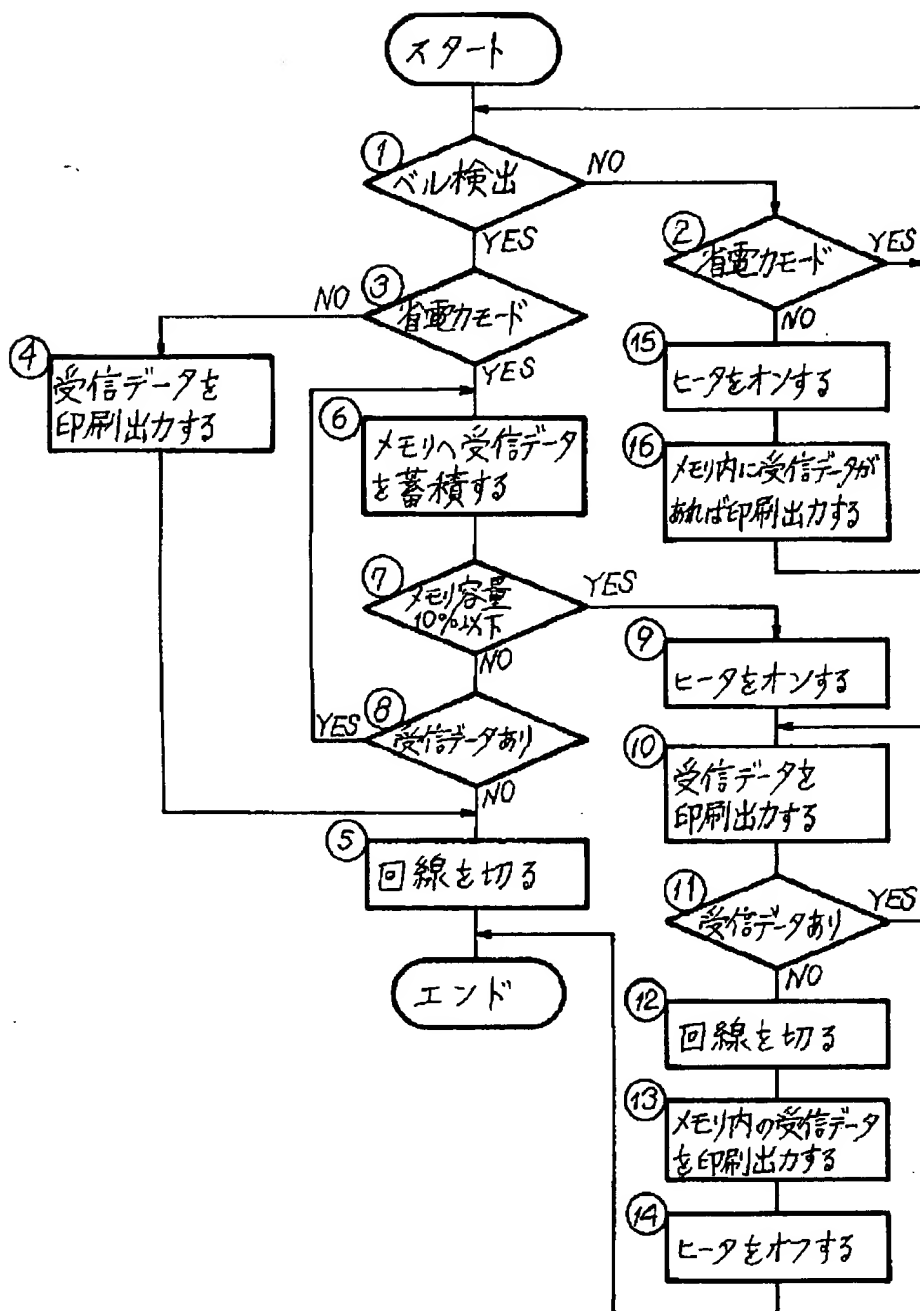 スタート
①
ベル検出
NO
YES
②
省電力モード
YES
NO
③
省電力モード
NO
YES
④
受信データを
印刷出力する
⑮
ヒータをオンする
⑯
メモリ内に受信データが
あれば印刷出力する
⑥
メモリへ受信データ
を蓄積する
⑦
メモリ容量
10%以下
YES
NO
⑧
受信データあり
YES
NO
⑤
回線を切る
エンド
⑨
ヒータをオンする
⑩
受信データを
印刷出力する
⑪
受信データあり
YES
NO
⑫
回線を切る
⑬
メモリ内の受信データ
を印刷出力する
⑭
ヒータをオフする